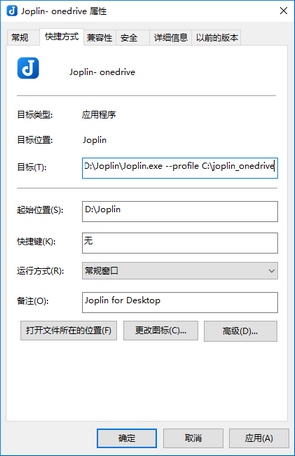 Joplin- onedrive 属性
常规 快捷方式 兼容性 安全 详细信息 以前的版本
Joplin- onedrive
目标类型: 应用程序
目标位置: Joplin
目标(T): D:\Joplin\Joplin.exe --profile C:\joplin_onedrive
起始位置(S): D:\Joplin
快捷键(K): 无
运行方式(R): 常规窗口
备注(O): Joplin for Desktop
打开文件所在的位置(F) 更改图标(C)... 高级(D)...
确定 取消 应用(A)